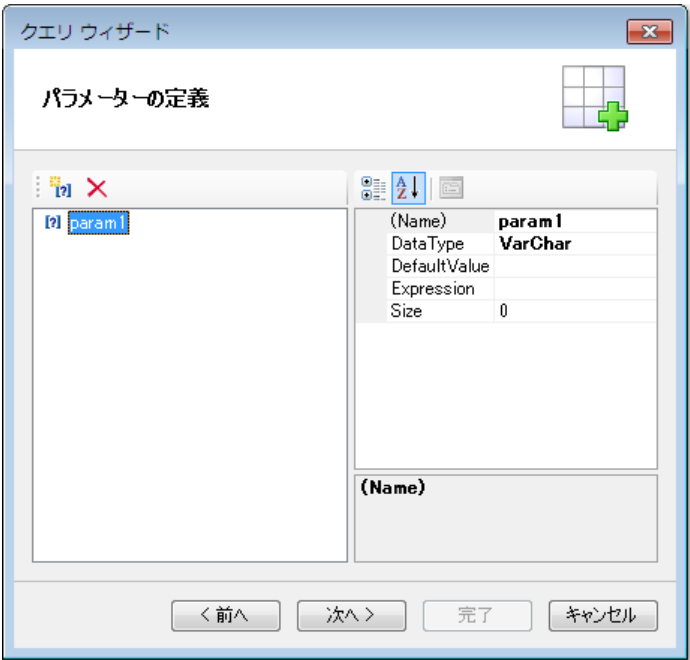 クエリ ウィザード
パラメーターの定義
[?] param1
(Name) param1
DataType VarChar
DefaultValue
Expression
Size 0
(Name)
< 前へ
次へ >
完了
キャンセル